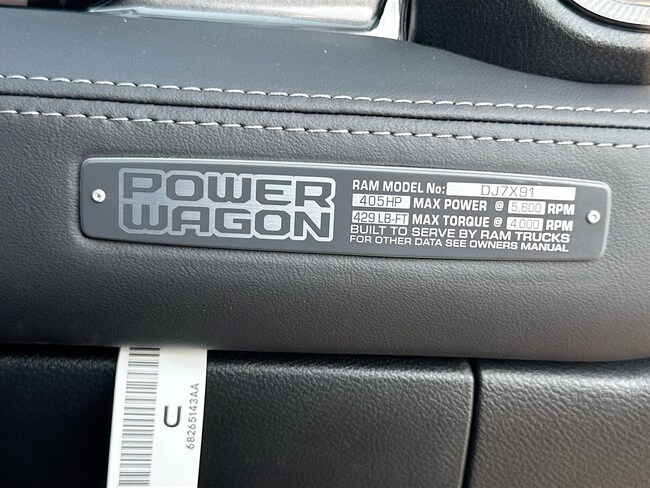 POWER
WAGON
RAM MODEL No: DJ7X91
405HP MAX POWER @ 5,600 RPM
429 LB-FT MAX TORQUE @ 4,000 RPM
BUILT TO SERVE BY RAM TRUCKS
FOR OTHER DATA SEE OWNERS MANUAL
U
68265143AA